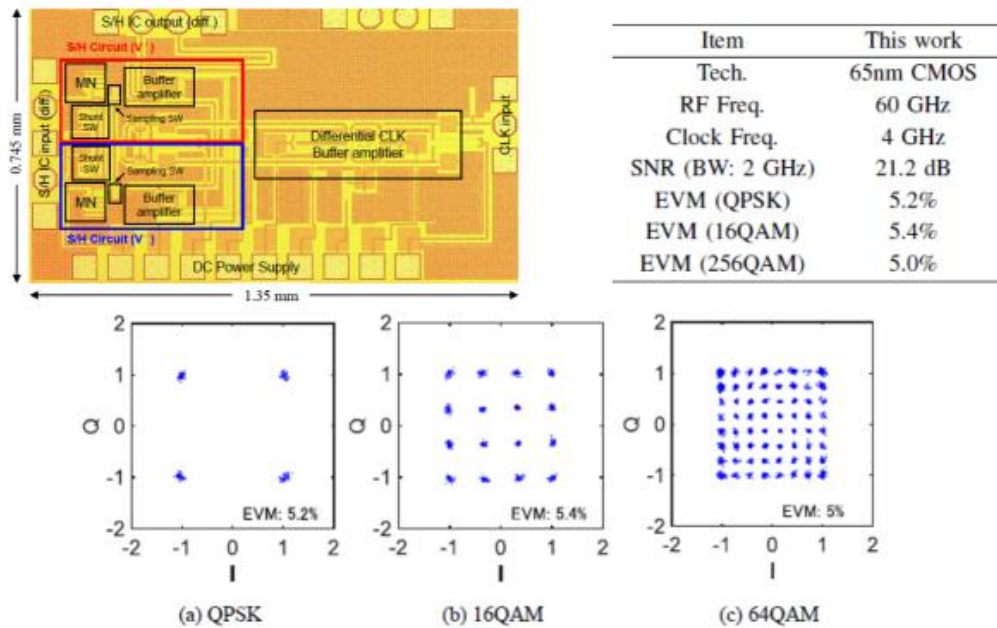 S/H IC output (diff.)
S/H Circuit (V )
MN
Buffer
amplifier
Shunt
SW
Sampling SW
S/H IC input (diff.)
Differential CLK
Buffer amplifier
CLK input
Shunt
SW
Sampling SW
MN
Buffer
amplifier
S/H Circuit (V )
DC Power Supply
0.745 mm
1.35 mm
Item This work
Tech. 65nm CMOS
RF Freq. 60 GHz
Clock Freq. 4 GHz
SNR (BW: 2 GHz) 21.2 dB
EVM (QPSK) 5.2%
EVM (16QAM) 5.4%
EVM (256QAM) 5.0%
2
1
0
-1
-2
Q
EVM: 5.2%
-2 -1 0 1 2
I
(a) QPSK
2
1
0
-1
-2
Q
EVM: 5.4%
-2 -1 0 1 2
I
(b) 16QAM
2
1
0
-1
-2
Q
EVM: 5%
-2 -1 0 1 2
I
(c) 64QAM